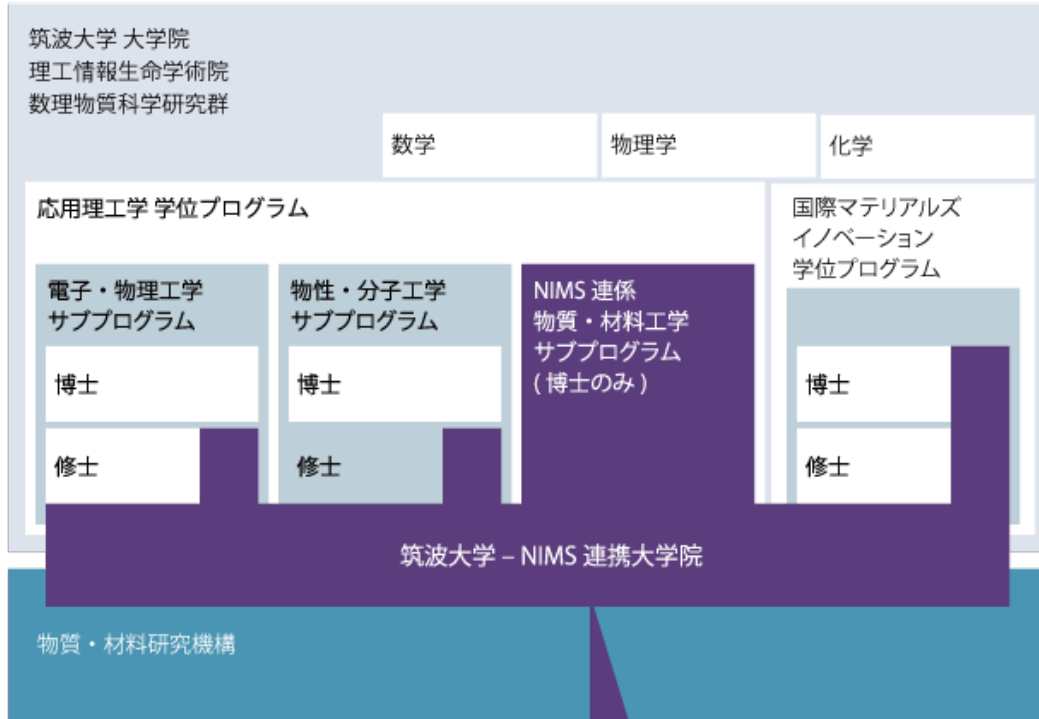 筑波大学 大学院
理工情報生命学術院
数理物質科学研究群
数学
物理学
化学
応用理工学 学位プログラム
国際マテリアルズ
イノベーション
学位プログラム
電子・物理工学
サブプログラム
博士
修士
物性・分子工学
サブプログラム
博士
修士
NIMS 連係
物質・材料工学
サブプログラム
( 博士のみ )
博士
修士
筑波大学 – NIMS 連携大学院
物質・材料研究機構